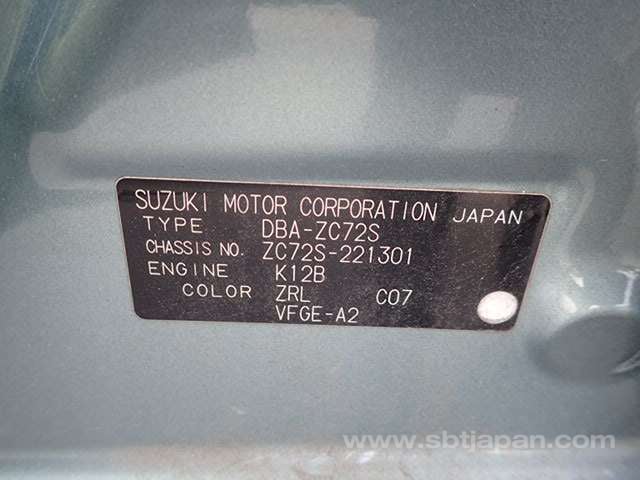 SUZUKI MOTOR CORPORATION JAPAN
TYPE DBA-ZC72S
CHASSIS NO. ZC72S-221301
ENGINE K12B
COLOR ZRL C07
VFGE-A2
www.sbtjapan.com